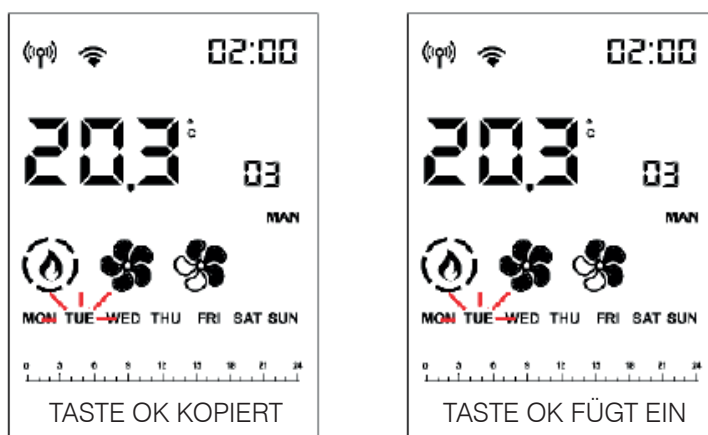 02:00
20,3 °C
03
MAN
MON TUE WED THU FRI SAT SUN
0 3 6 9 12 15 18 21 24
TASTE OK KOPIERT
02:00
20,3 °C
03
MAN
MON TUE WED THU FRI SAT SUN
0 3 6 9 12 15 18 21 24
TASTE OK FÜGT EIN